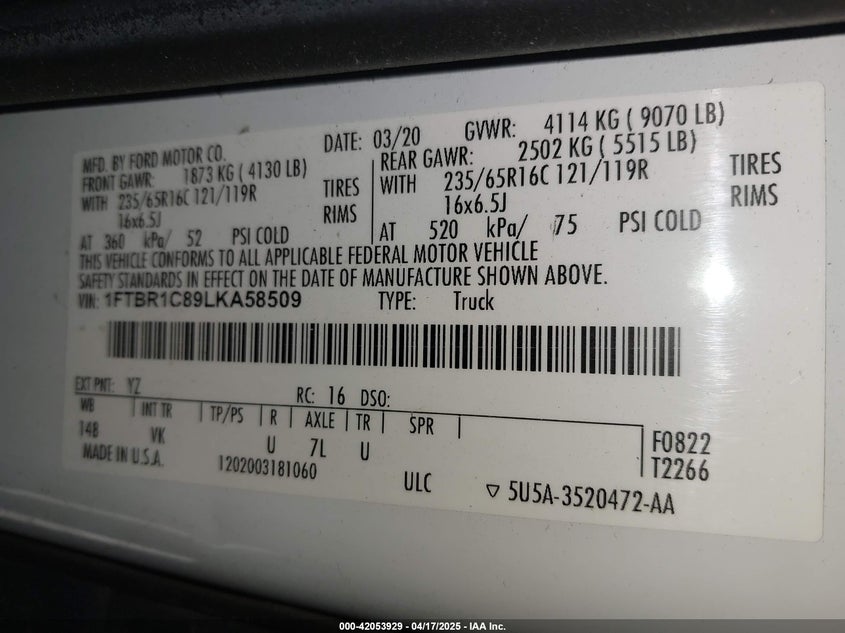 MFD. BY FORD MOTOR CO.
DATE: 03/20 GVWR: 4114 KG ( 9070 LB)
FRONT GAWR: 1873 KG ( 4130 LB)
WITH 235/65R16C 121/119R TIRES
16x6.5J RIMS
AT 360 kPa/ 52 PSI COLD
REAR GAWR: 2502 KG ( 5515 LB)
WITH 235/65R16C 121/119R TIRES
16x6.5J RIMS
AT 520 kPa/ 75 PSI COLD
THIS VEHICLE CONFORMS TO ALL APPLICABLE FEDERAL MOTOR VEHICLE
SAFETY STANDARDS IN EFFECT ON THE DATE OF MANUFACTURE SHOWN ABOVE.
VIN: 1FTBR1C89LKA58509 TYPE: Truck
EXT PNT: YZ RC: 16 DSO:
WB INT TR TP/PS R AXLE TR SPR
148 VK U 7L U
F0822
T2266
MADE IN U.S.A. 1202003181060 ULC ▽ 5U5A-3520472-AA
000-42053929 - 04/17/2025 - IAA Inc.